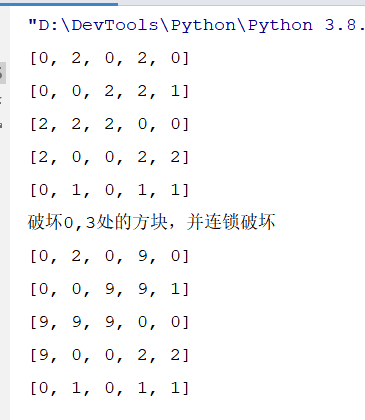 "D:\DevTools\Python\Python 3.8.
[0, 2, 0, 2, 0]
[0, 0, 2, 2, 1]
[2, 2, 2, 0, 0]
[2, 0, 0, 2, 2]
[0, 1, 0, 1, 1]
破坏0,3处的方块，并连锁破坏
[0, 2, 0, 9, 0]
[0, 0, 9, 9, 1]
[9, 9, 9, 0, 0]
[9, 0, 0, 2, 2]
[0, 1, 0, 1, 1]